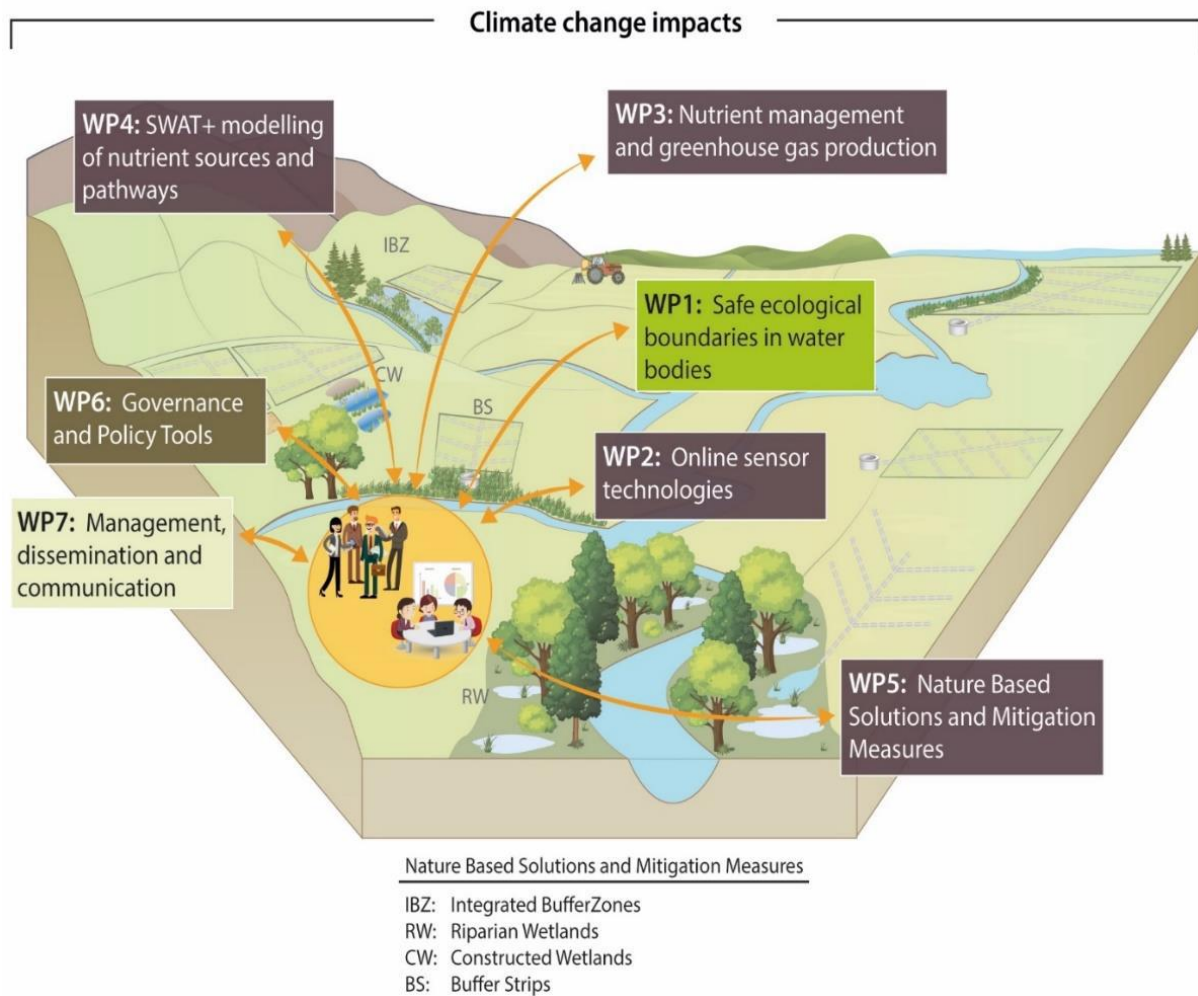 Climate change impacts
WP4: SWAT+ modelling
of nutrient sources and
pathways
WP3: Nutrient management
and greenhouse gas production
IBZ
WP1: Safe ecological
boundaries in water
bodies
CW
WP6: Governance
and Policy Tools
BS
WP2: Online sensor
technologies
WP7: Management,
dissemination and
communication
RW
WP5: Nature Based
Solutions and Mitigation
Measures
Nature Based Solutions and Mitigation Measures
IBZ: Integrated BufferZones
RW: Riparian Wetlands
CW: Constructed Wetlands
BS: Buffer Strips